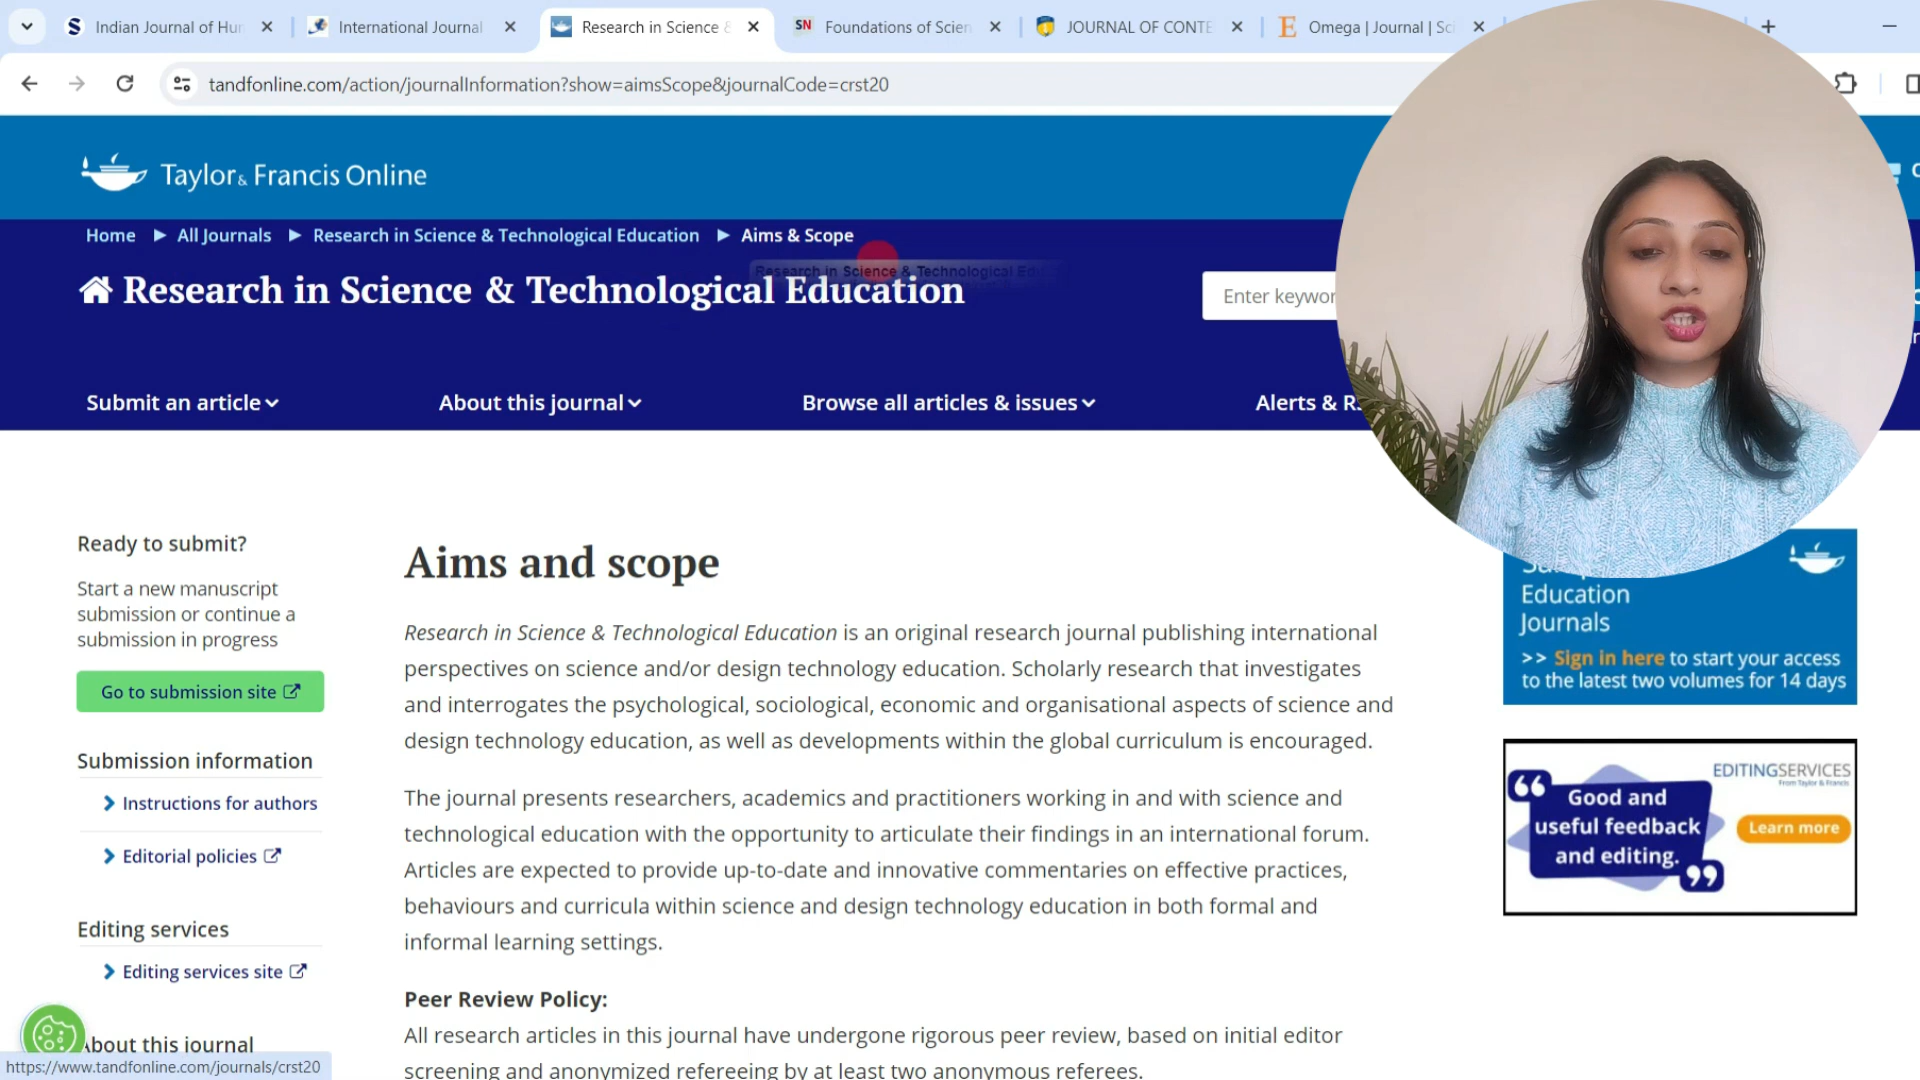 Indian Journal of Hur
International Journal
Research in Science &
SN Foundations of Scien
JOURNAL OF CONTE
Omega | Journal | Sc
tandfonline.com/action/journalInformation?show=aimsScope&journalCode=crst20
Taylor & Francis Online
Home ▶ All Journals ▶ Research in Science & Technological Education ▶ Aims & Scope
Research in Science & Technological Ed
Research in Science & Technological Education
Enter keywor
Submit an article
About this journal
Browse all articles & issues
Alerts & R
Ready to submit?
Start a new manuscript
submission or continue a
submission in progress
Go to submission site
Submission information
Instructions for authors
Editorial policies
Editing services
Editing services site
About this journal
https://www.tandfonline.com/journals/crst20
Aims and scope
Research in Science & Technological Education is an original research journal publishing international
perspectives on science and/or design technology education. Scholarly research that investigates
and interrogates the psychological, sociological, economic and organisational aspects of science and
design technology education, as well as developments within the global curriculum is encouraged.
The journal presents researchers, academics and practitioners working in and with science and
technological education with the opportunity to articulate their findings in an international forum.
Articles are expected to provide up-to-date and innovative commentaries on effective practices,
behaviours and curricula within science and design technology education in both formal and
informal learning settings.
Peer Review Policy:
All research articles in this journal have undergone rigorous peer review, based on initial editor
screening and anonymized refereeing by at least two anonymous referees.
Education
Journals
>> Sign in here to start your access
to the latest two volumes for 14 days
EDITINGSERVICES
From Taylor & Francis
“ Good and
useful feedback
and editing. ”
Learn more